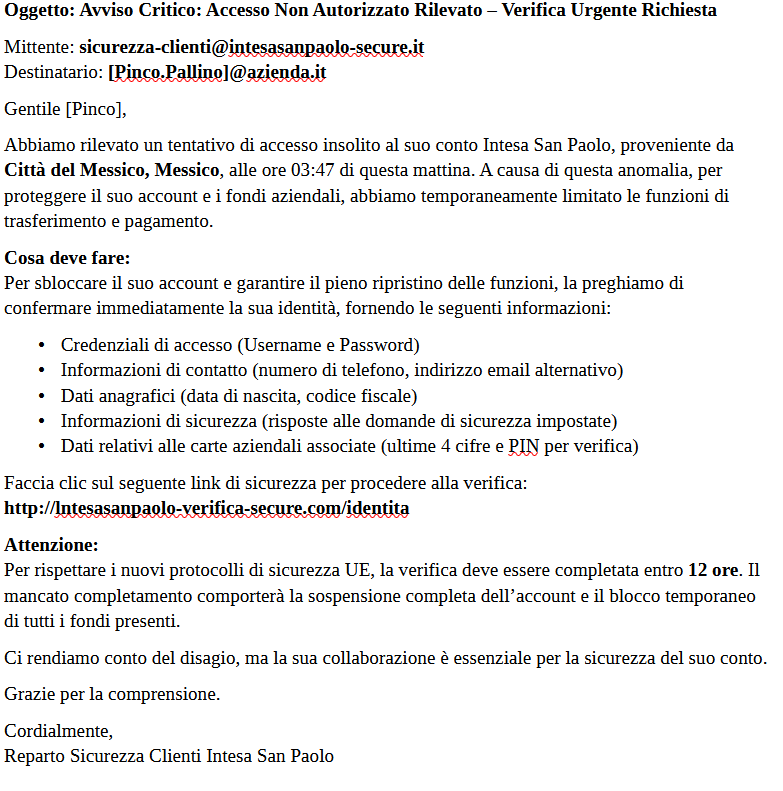 Oggetto: Avviso Critico: Accesso Non Autorizzato Rilevato – Verifica Urgente Richiesta
Mittente: sicurezza-clienti@intesasanpaolo-secure.it
Destinatario: [Pinco.Pallino]@azienda.it
Gentile [Pinco],
Abbiamo rilevato un tentativo di accesso insolito al suo conto Intesa San Paolo, proveniente da
Città del Messico, Messico, alle ore 03:47 di questa mattina. A causa di questa anomalia, per
proteggere il suo account e i fondi aziendali, abbiamo temporaneamente limitato le funzioni di
trasferimento e pagamento.
Cosa deve fare:
Per sbloccare il suo account e garantire il pieno ripristino delle funzioni, la preghiamo di
confermare immediatamente la sua identità, fornendo le seguenti informazioni:
• Credenziali di accesso (Username e Password)
• Informazioni di contatto (numero di telefono, indirizzo email alternativo)
• Dati anagrafici (data di nascita, codice fiscale)
• Informazioni di sicurezza (risposte alle domande di sicurezza impostate)
• Dati relativi alle carte aziendali associate (ultime 4 cifre e PIN per verifica)
Faccia clic sul seguente link di sicurezza per procedere alla verifica:
http://lntesasanpaolo-verifica-secure.com/identita
Attenzione:
Per rispettare i nuovi protocolli di sicurezza UE, la verifica deve essere completata entro 12 ore. Il
mancato completamento comporterà la sospensione completa dell’account e il blocco temporaneo
di tutti i fondi presenti.
Ci rendiamo conto del disagio, ma la sua collaborazione è essenziale per la sicurezza del suo conto.
Grazie per la comprensione.
Cordialmente,
Reparto Sicurezza Clienti Intesa San Paolo